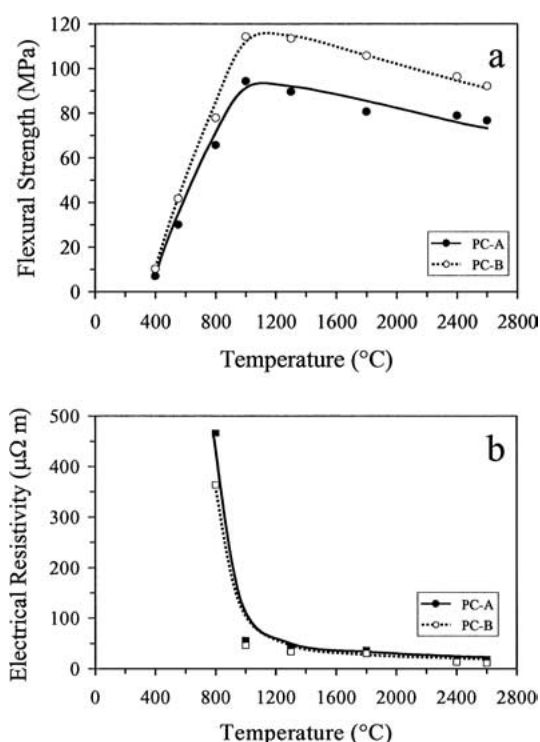 120
100
80
60
40
20
0
Flexural Strength (MPa)
a
PC-A
PC-B
0 400 800 1200 1600 2000 2400 2800
Temperature (°C)
500
400
300
200
100
0
Electrical Resistivity (μΩ m)
b
PC-A
PC-B
0 400 800 1200 1600 2000 2400 2800
Temperature (°C)